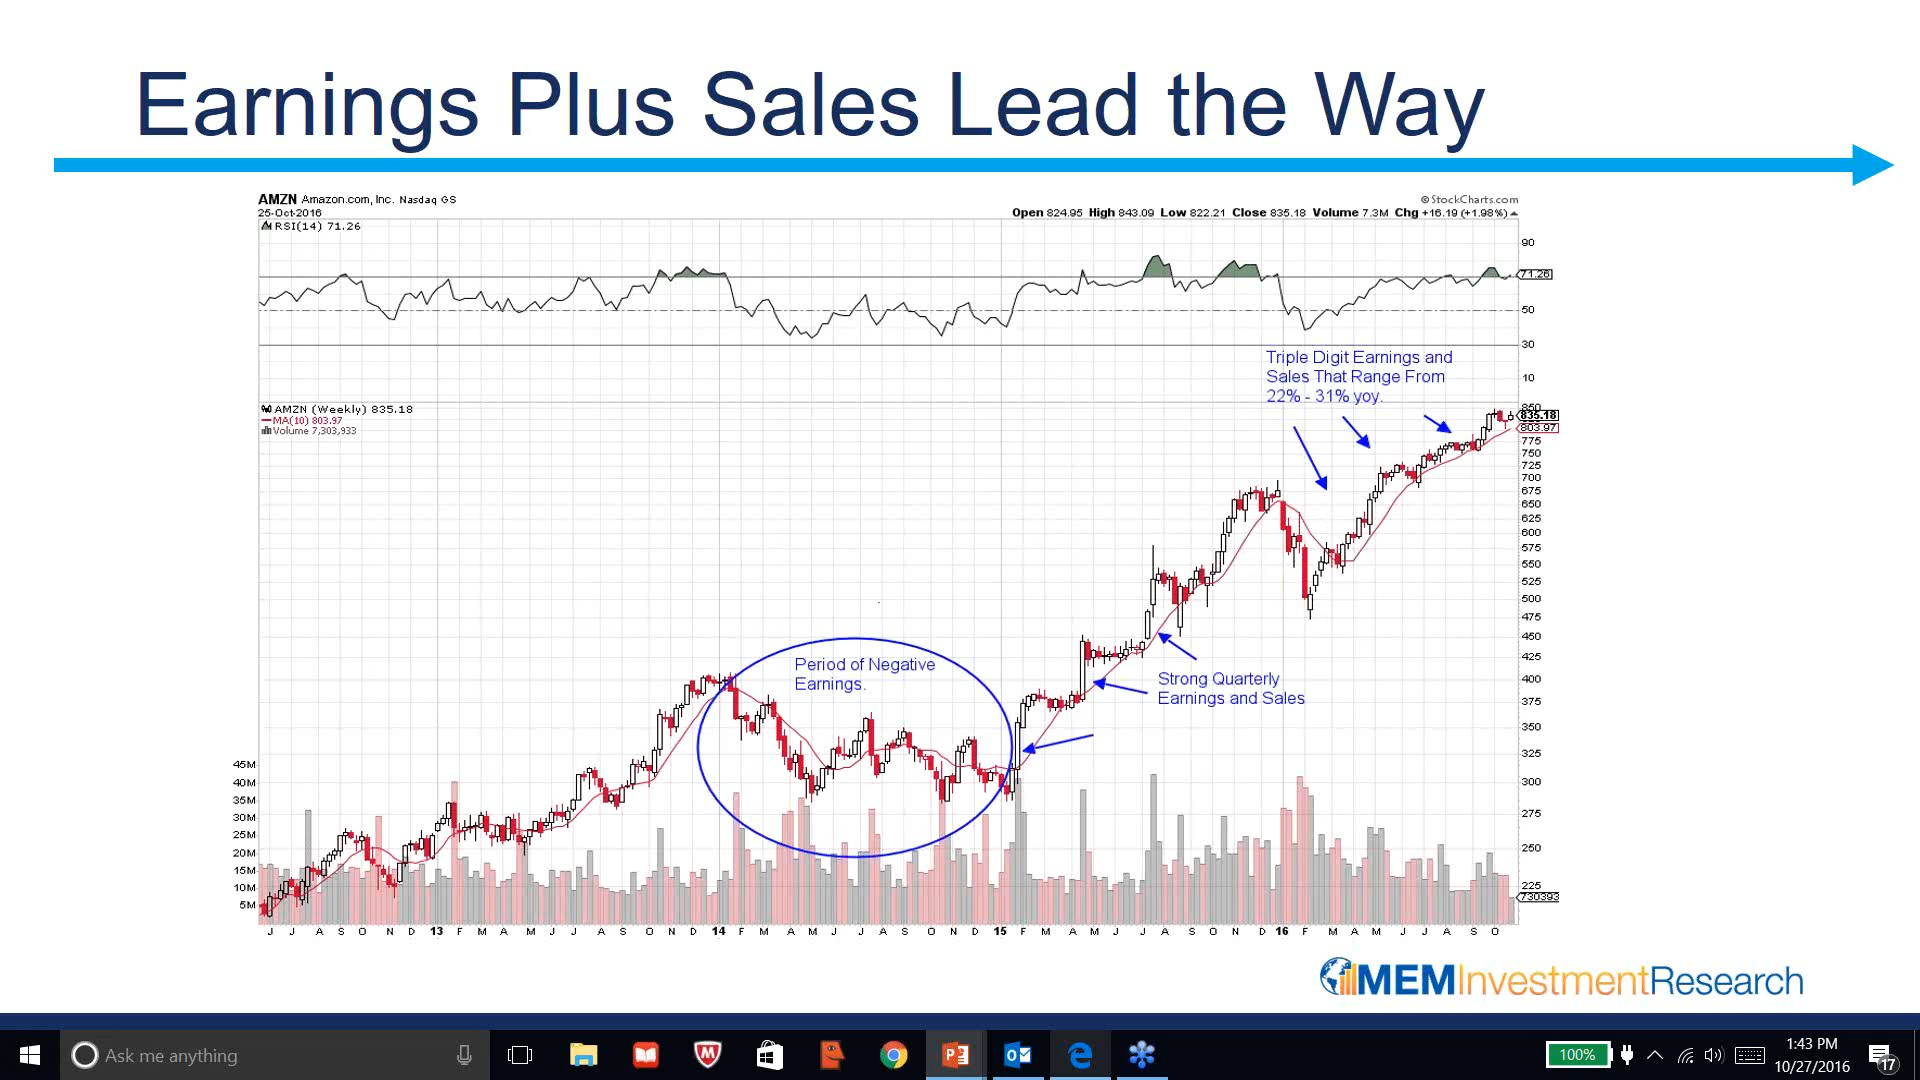 Earnings Plus Sales Lead the Way
AMZN Amazon.com, Inc. Nasdaq GS
© StockCharts.com
25-Oct-2016
Open 824.95 High 843.09 Low 822.21 Close 835.18 Volume 7.3M Chg +16.19 (+1.98%)
RSI(14) 71.26
90
71.26
50
30
10
Triple Digit Earnings and
Sales That Range From
22% - 31% yoy.
AMZN (Weekly) 835.18
MA(10) 803.97
Volume 7,303,933
850
835.18
803.97
775
750
725
700
675
650
625
600
575
550
525
500
475
450
425
400
375
350
325
300
275
250
225
730393
Period of Negative
Earnings.
Strong Quarterly
Earnings and Sales
45M
40M
35M
30M
25M
20M
15M
10M
5M
J J A S O N D 13 F M A M J J A S O N D 14 F M A M J J A S O N D 15 F M A M J J A S O N D 16 F M A M J J A S O
MEMInvestmentResearch
Ask me anything
100%
1:43 PM
10/27/2016
17